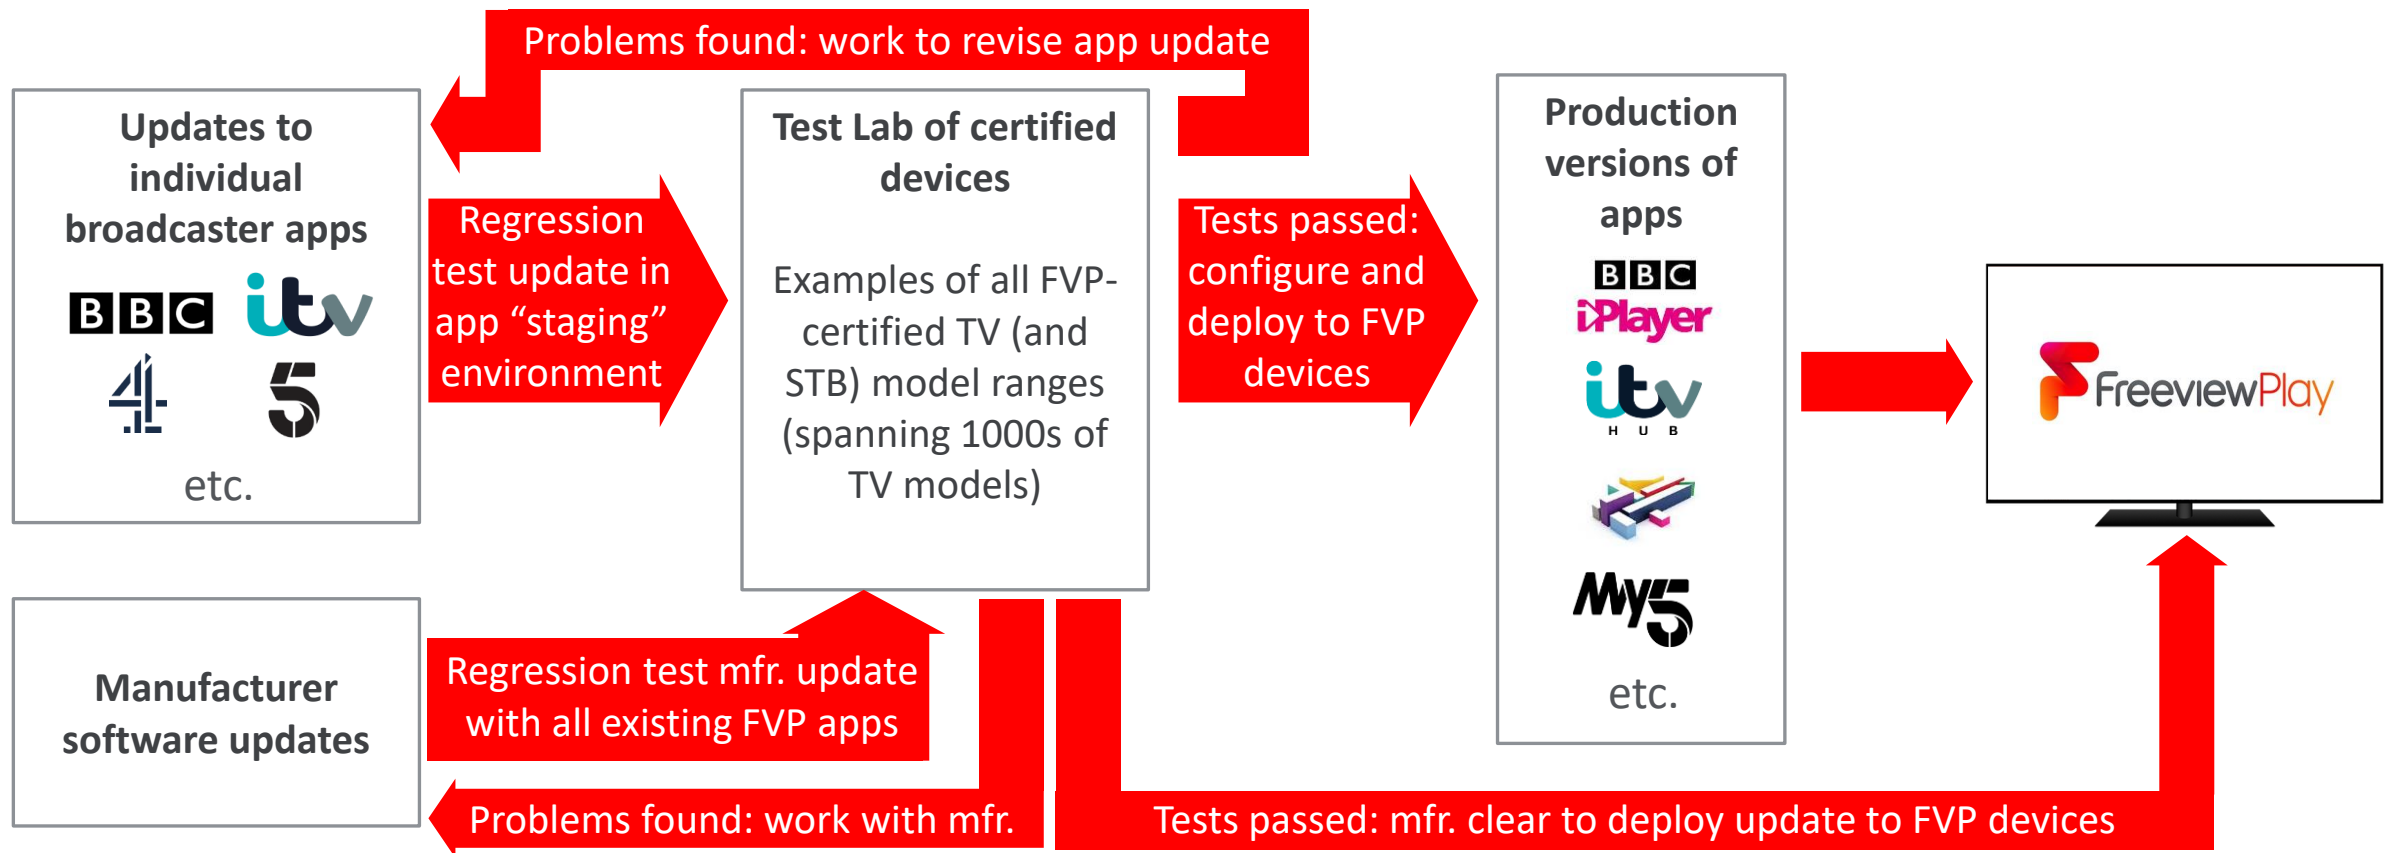 Problems found: work to revise app update
Updates to
individual
broadcaster apps
BBC
itv
4
5
etc.
Regression
test update in
app “staging”
environment
Test Lab of certified
devices
Examples of all FVP-
certified TV (and
STB) model ranges
(spanning 1000s of
TV models)
Tests passed:
configure and
deploy to FVP
devices
Production
versions of
apps
BBC
iPlayer
itv
HUB
My5
etc.
FreeviewPlay
Manufacturer
software updates
Regression test mfr. update
with all existing FVP apps
Problems found: work with mfr.
Tests passed: mfr. clear to deploy update to FVP devices